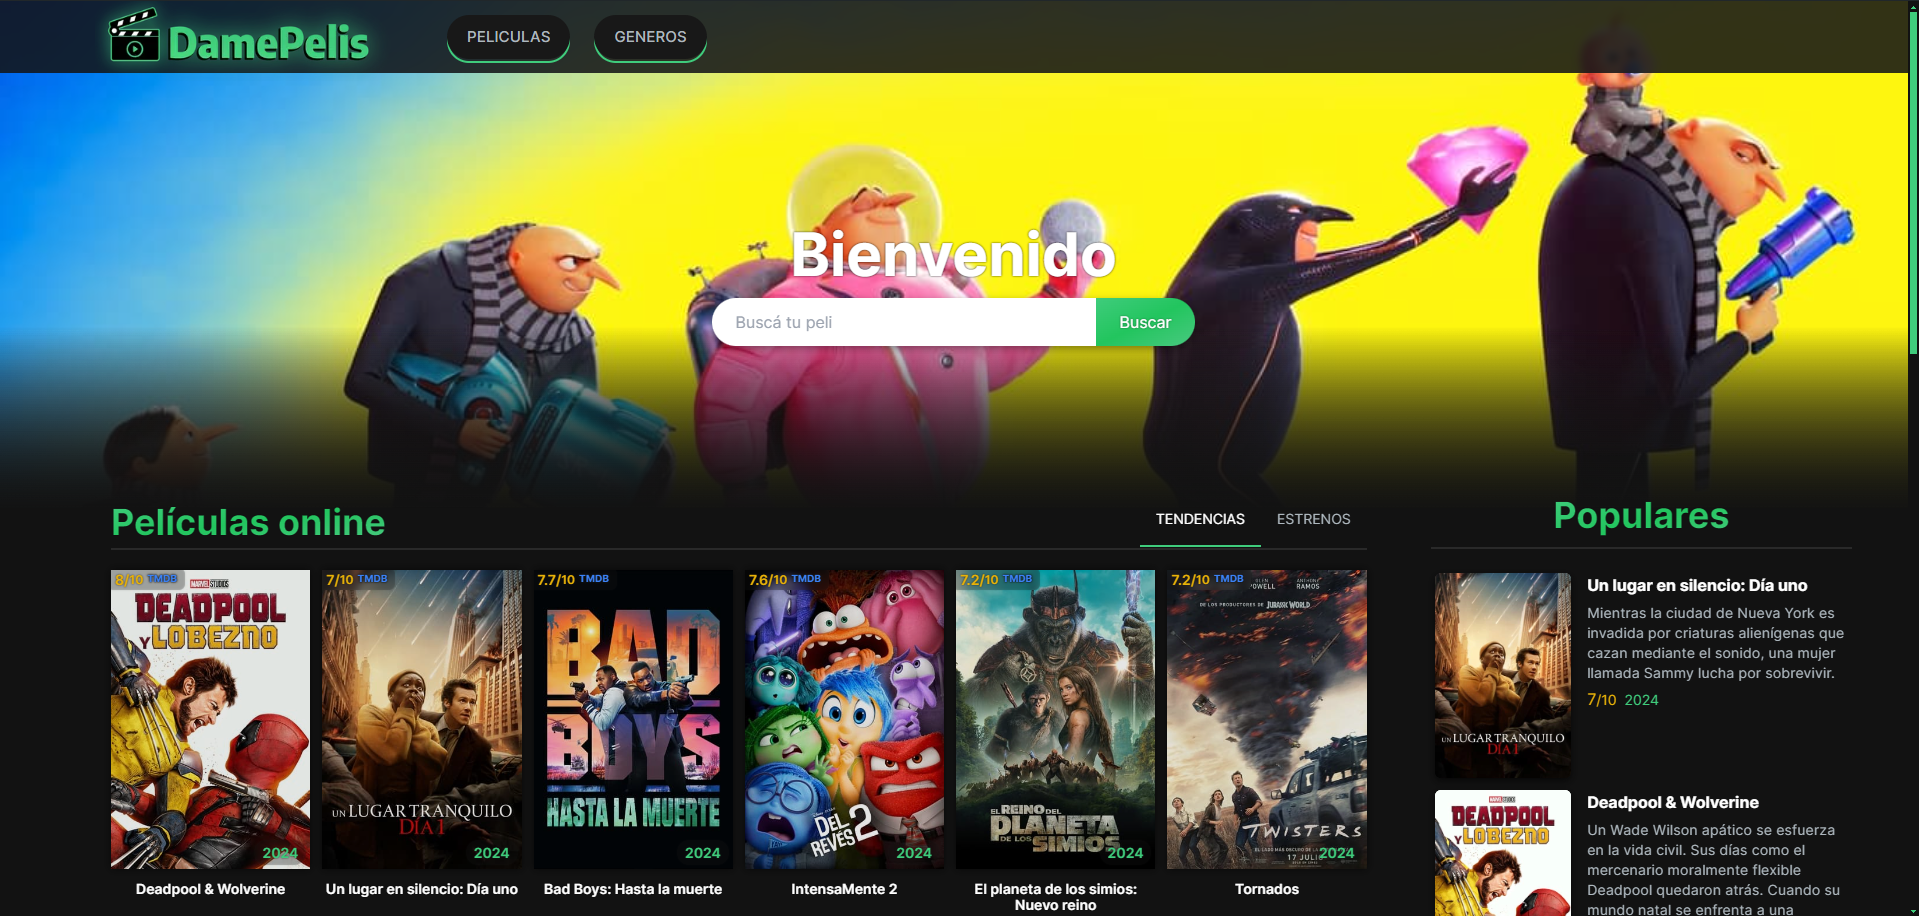 DamePelis
PELICULAS
GENEROS
Bienvenido
Buscá tu peli
Buscar
Películas online
TENDENCIAS
ESTRENOS
8/10 TMDB
MARVEL STUDIOS
DEADPOOL
Y LOBEZNO
2024
Deadpool & Wolverine
7/10 TMDB
UN LUGAR TRANQUILO
DÍA 1
2024
Un lugar en silencio: Día uno
7.7/10 TMDB
BAD
BOYS
HASTA LA MUERTE
2024
Bad Boys: Hasta la muerte
7.6/10 TMDB
DEL
REVÉS 2
2024
IntensaMente 2
7.2/10 TMDB
EL REINO DEL
PLANETA
DE LOS SIMIOS
2024
El planeta de los simios:
Nuevo reino
7.2/10 TMDB
ANTHONY
RAMOS
DE LOS PRODUCTORES DE JURASSIC WORLD
TWISTERS
17 JULIO
2024
Tornados
Populares
UN LUGAR TRANQUILO
DÍA 1
Un lugar en silencio: Día uno
Mientras la ciudad de Nueva York es
invadida por criaturas alienígenas que
cazan mediante el sonido, una mujer
llamada Sammy lucha por sobrevivir.
7/10 2024
MARVEL STUDIOS
DEADPOOL
Y LOBEZNO
Deadpool & Wolverine
Un Wade Wilson apático se esfuerza
en la vida civil. Sus días como el
mercenario moralmente flexible
Deadpool quedaron atrás. Cuando su
mundo natal se enfrenta a una